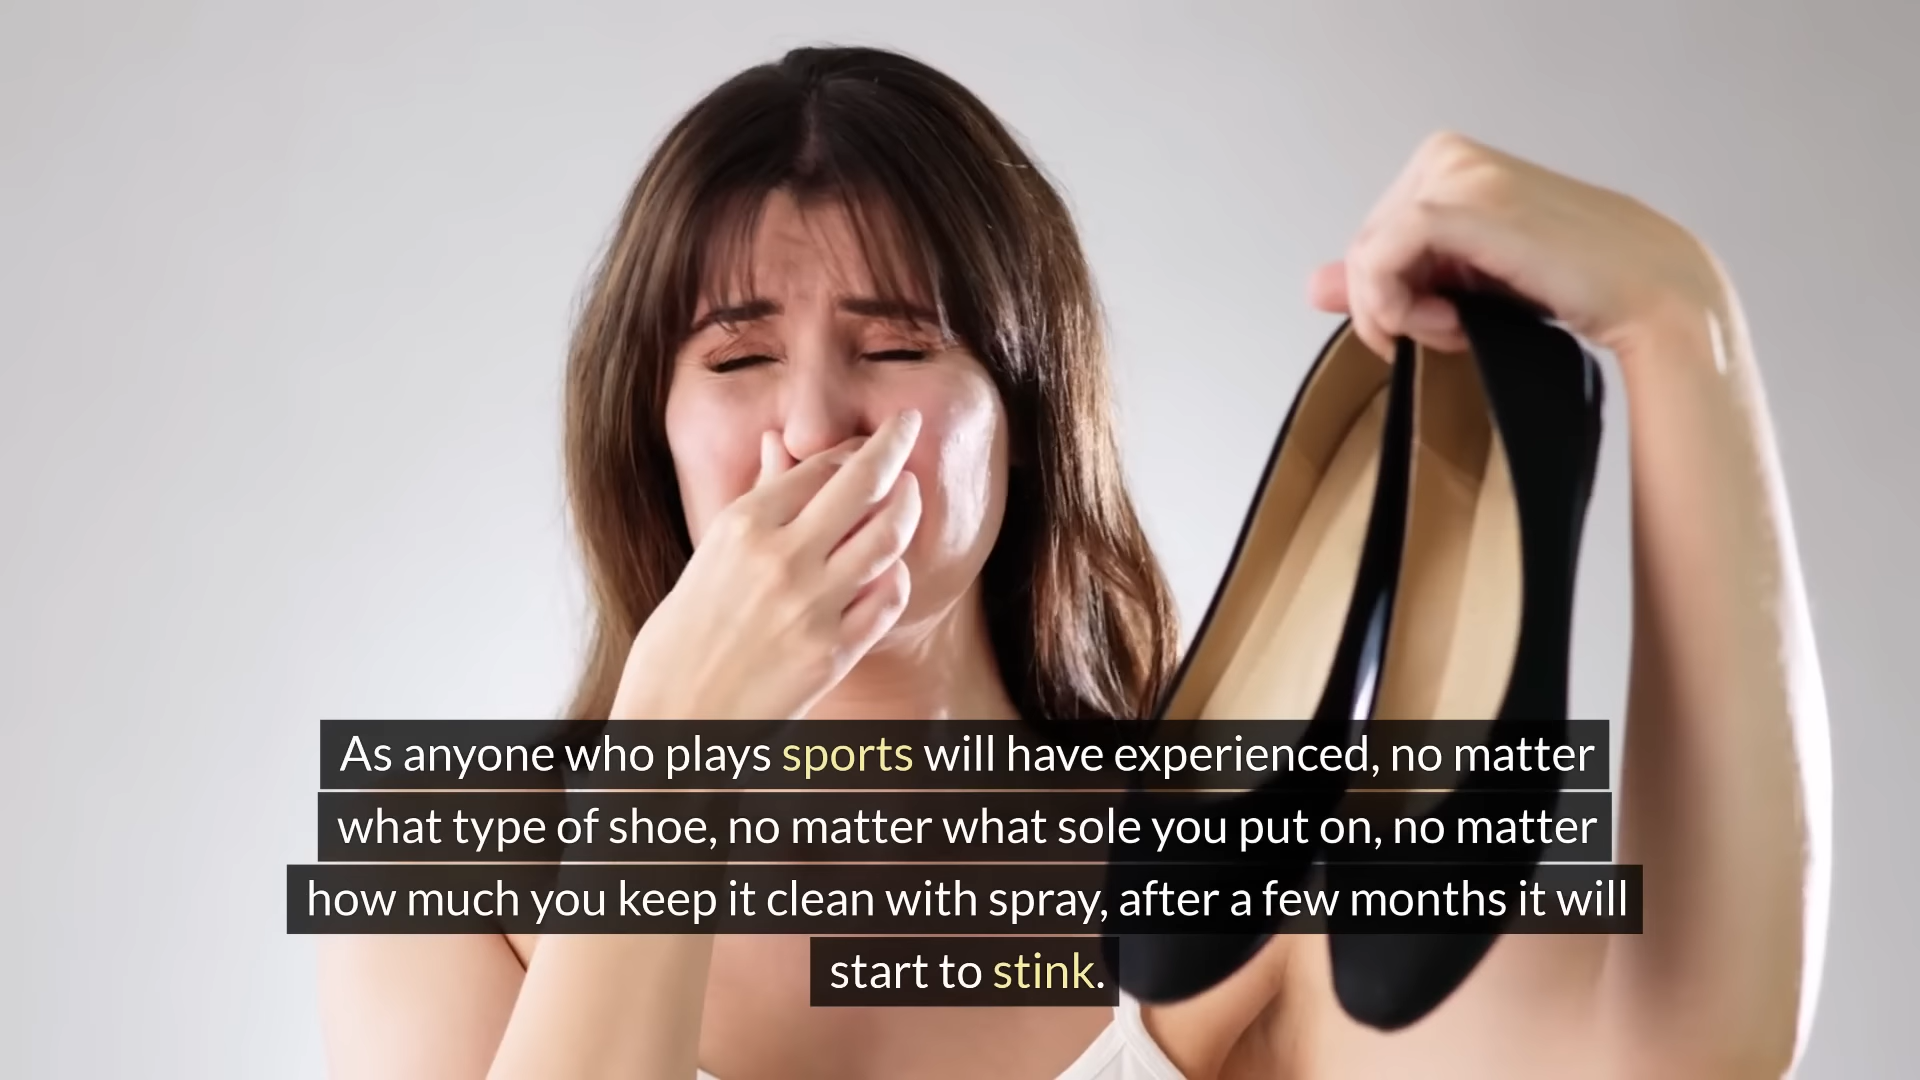 As anyone who plays sports will have experienced, no matter
what type of shoe, no matter what sole you put on, no matter
how much you keep it clean with spray, after a few months it will
start to stink.